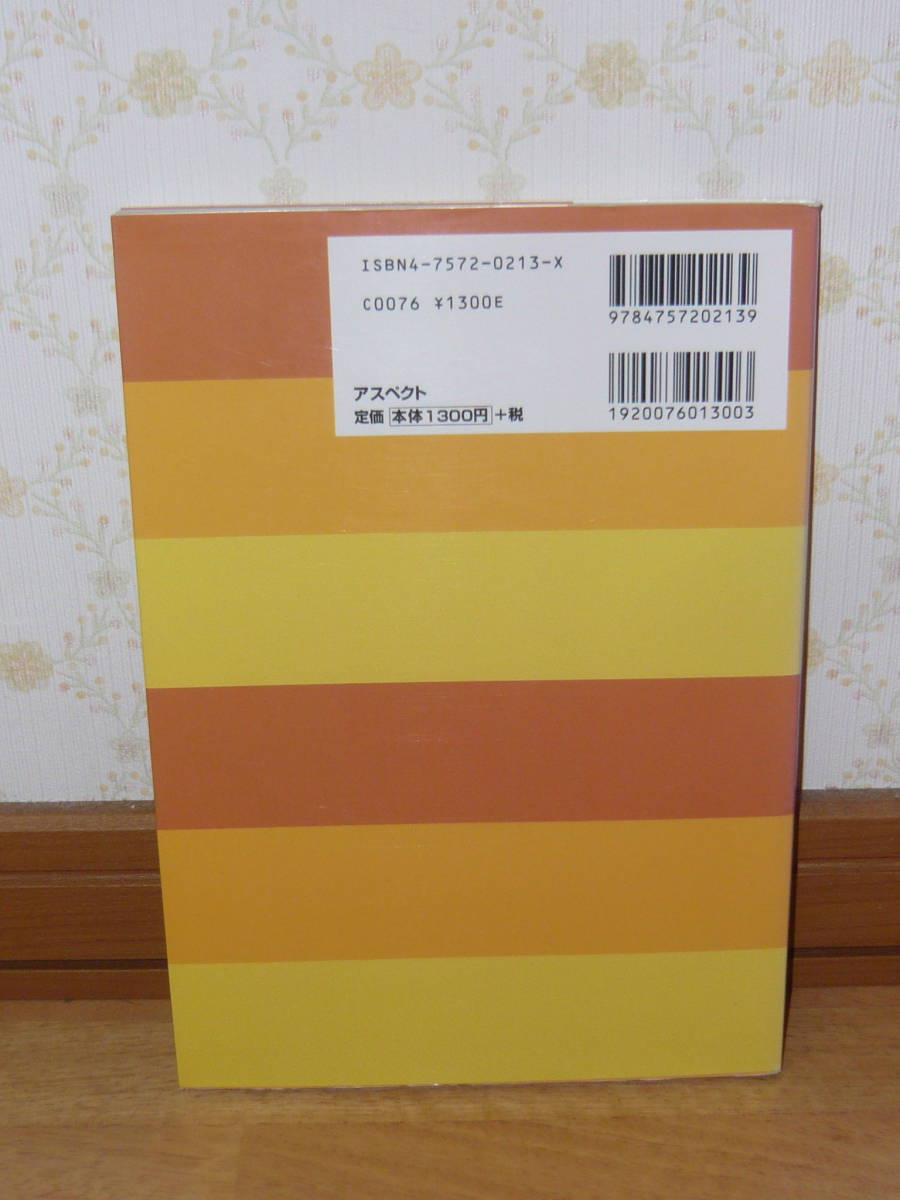 ISBN4-7572-0213-X
C0076 ¥1300E
9784757202139
1920076013003
アスペクト
定価 本体1300円 +税